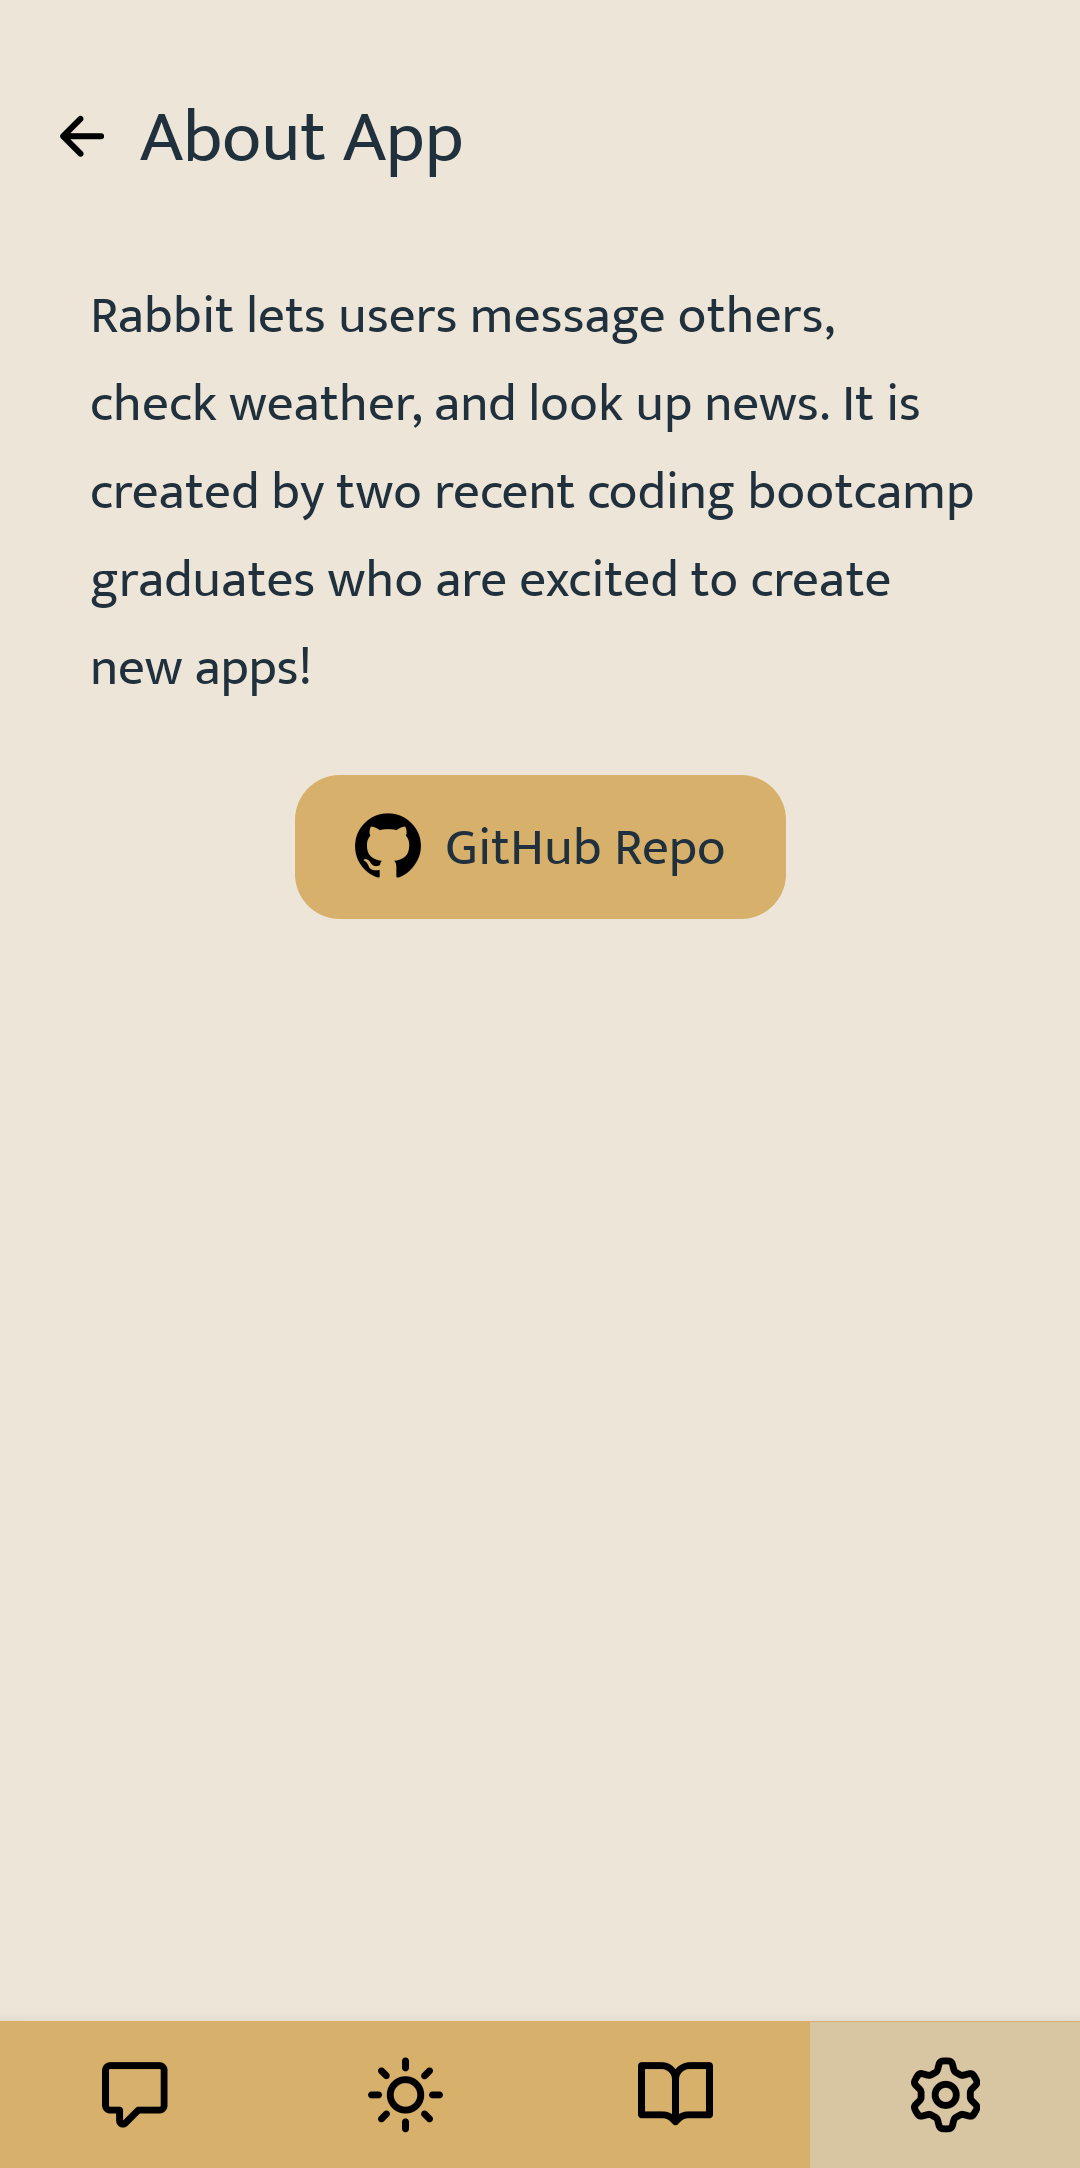 About App
Rabbit lets users message others,
check weather, and look up news. It is
created by two recent coding bootcamp
graduates who are excited to create
new apps!
GitHub Repo